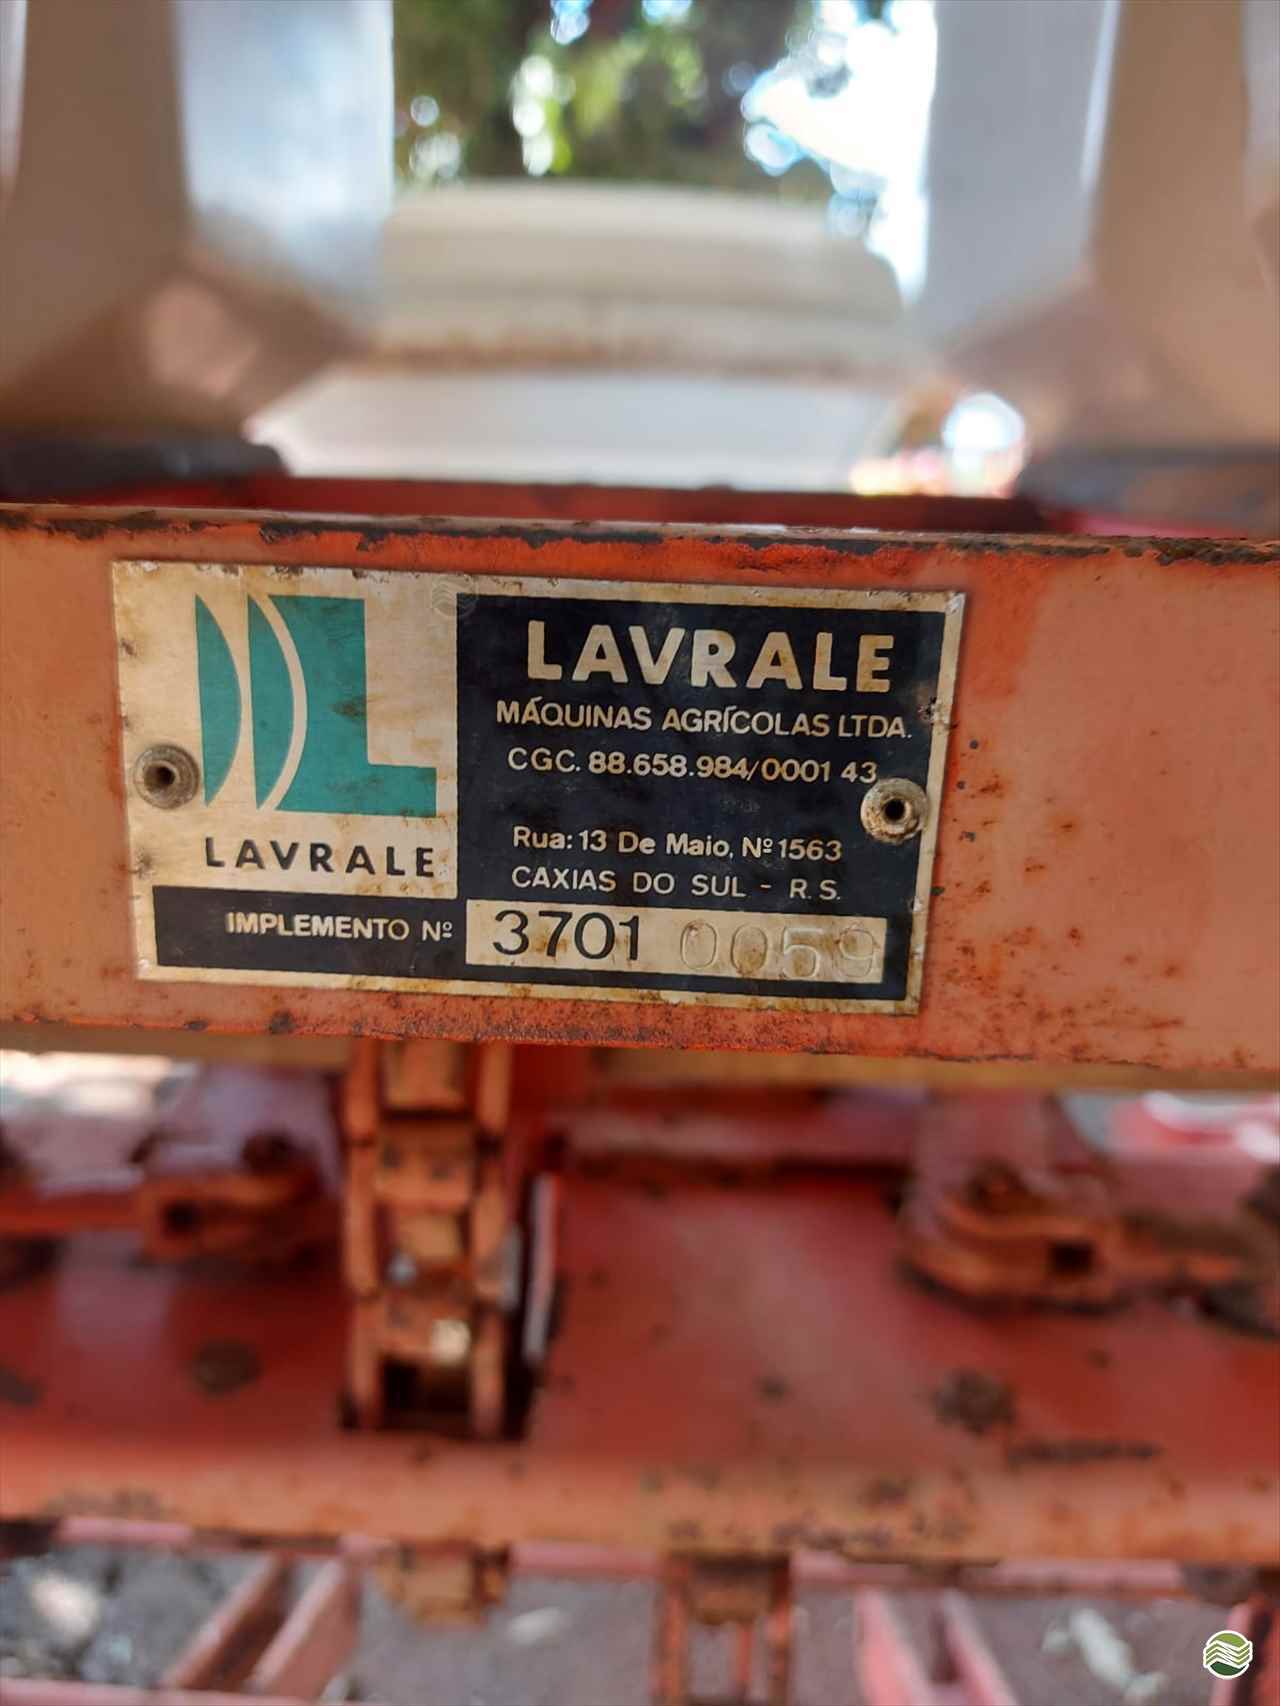 LAVRALE
MÁQUINAS AGRÍCOLAS LTDA.
CGC. 88.658.984/0001 43
Rua: 13 De Maio, Nº 1563
CAXIAS DO SUL - R. S.
LAVRALE
IMPLEMENTO Nº 3701 0059